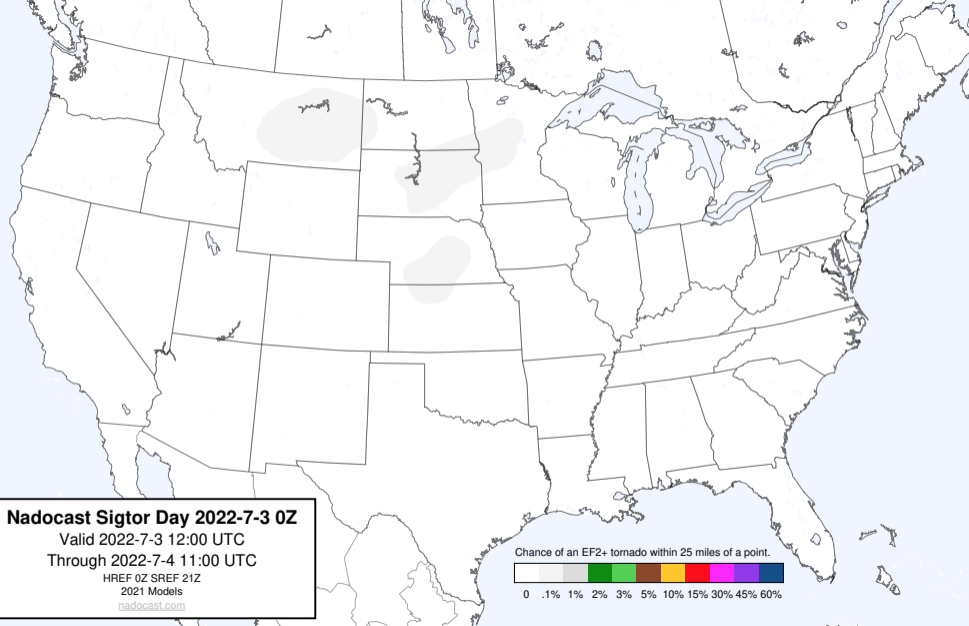 Nadocast Sigtor Day 2022-7-3 0Z
Valid 2022-7-3 12:00 UTC
Through 2022-7-4 11:00 UTC
HREF 0Z SREF 21Z
2021 Models
nadocast.com
Chance of an EF2+ tornado within 25 miles of a point.
0 .1% 1% 2% 3% 5% 10% 15% 30% 45% 60%